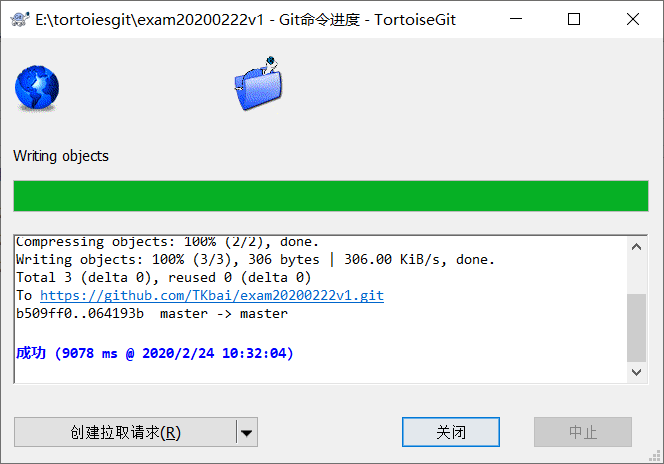 E:\tortoiesgit\exam20200222v1 - Git命令进度 - TortoiseGit
Writing objects
Compressing objects: 100% (2/2), done.
Writing objects: 100% (3/3), 306 bytes | 306.00 KiB/s, done.
Total 3 (delta 0), reused 0 (delta 0)
To https://github.com/TKbai/exam20200222v1.git
b509ff0..064193b  master -> master
成功 (9078 ms @ 2020/2/24 10:32:04)
创建拉取请求(R)
关闭
中止